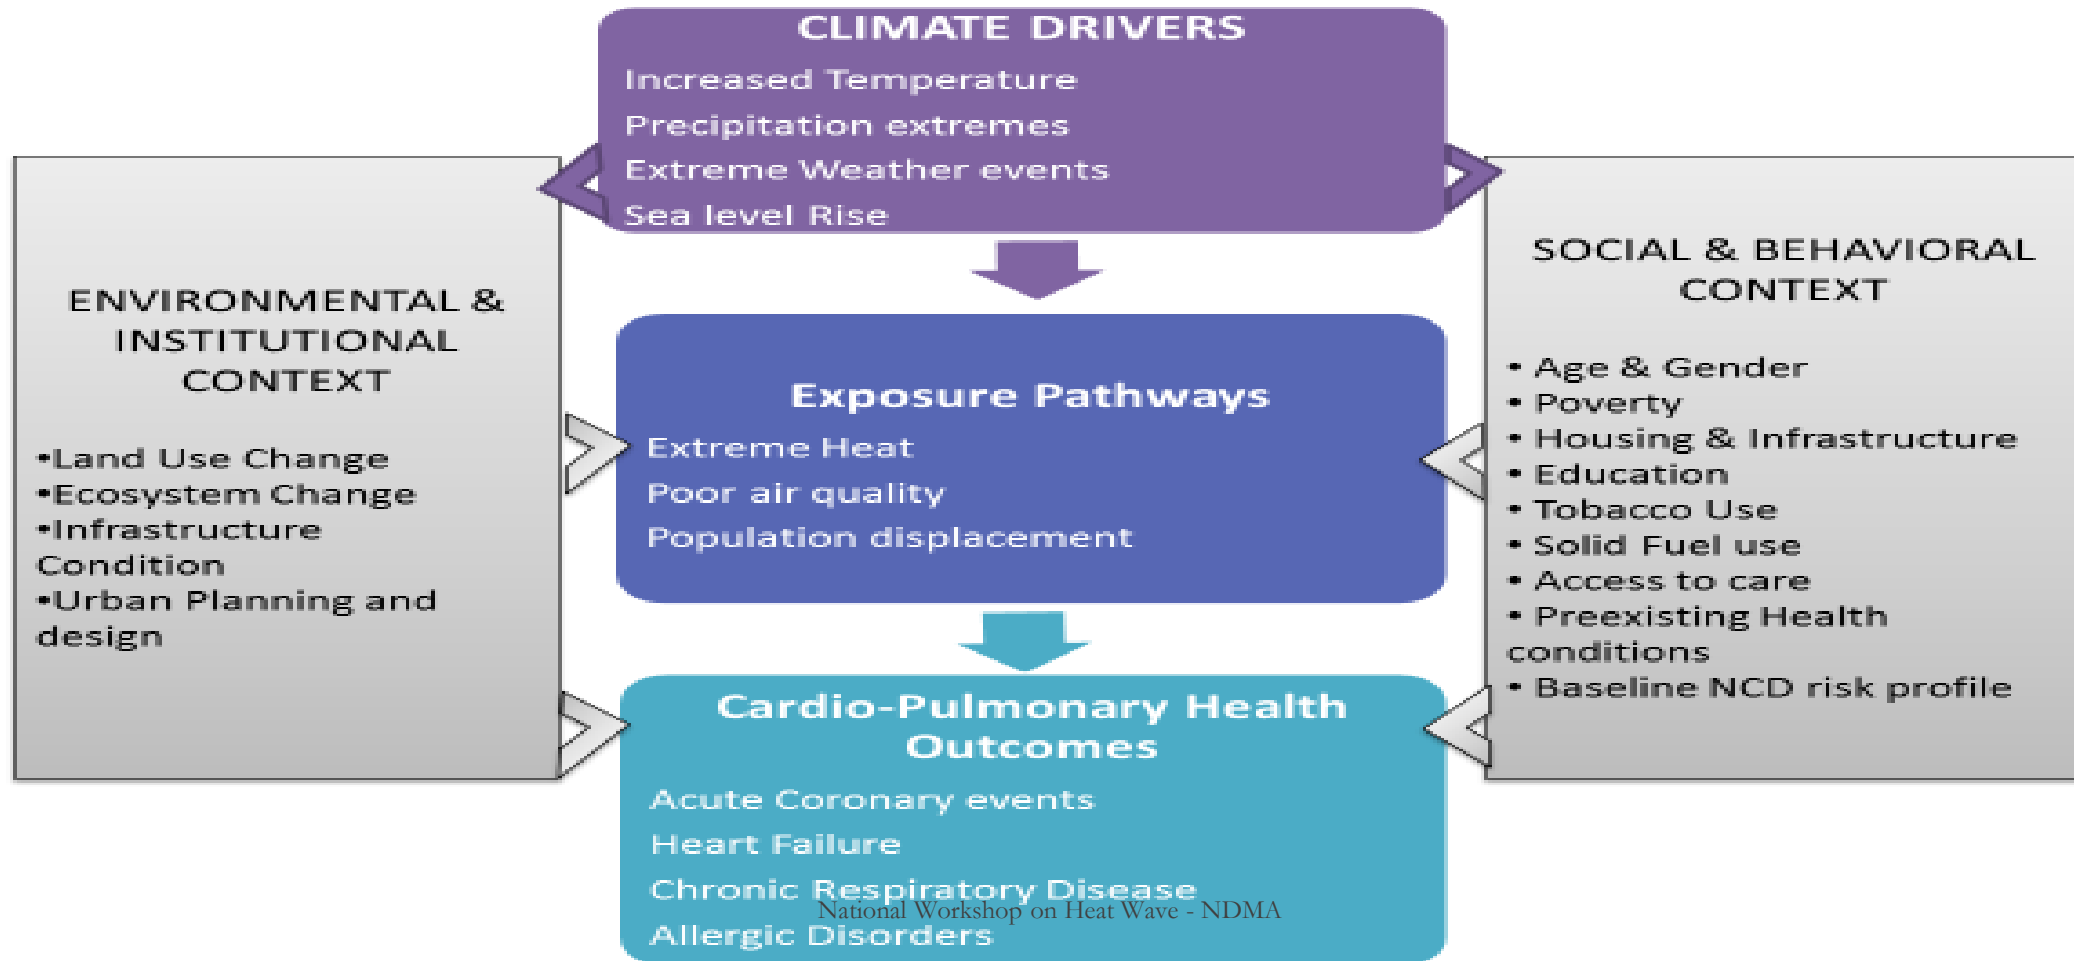 CLIMATE DRIVERS
Increased Temperature
Precipitation extremes
Extreme Weather events
Sea level Rise
ENVIRONMENTAL &
INSTITUTIONAL
CONTEXT
•Land Use Change
•Ecosystem Change
•Infrastructure
Condition
•Urban Planning and
design
Exposure Pathways
Extreme Heat
Poor air quality
Population displacement
SOCIAL & BEHAVIORAL
CONTEXT
• Age & Gender
• Poverty
• Housing & Infrastructure
• Education
• Tobacco Use
• Solid Fuel use
• Access to care
• Preexisting Health
conditions
• Baseline NCD risk profile
Cardio-Pulmonary Health
Outcomes
Acute Coronary events
Heart Failure
Chronic Respiratory Disease
National Workshop on Heat Wave - NDMA
Allergic Disorders